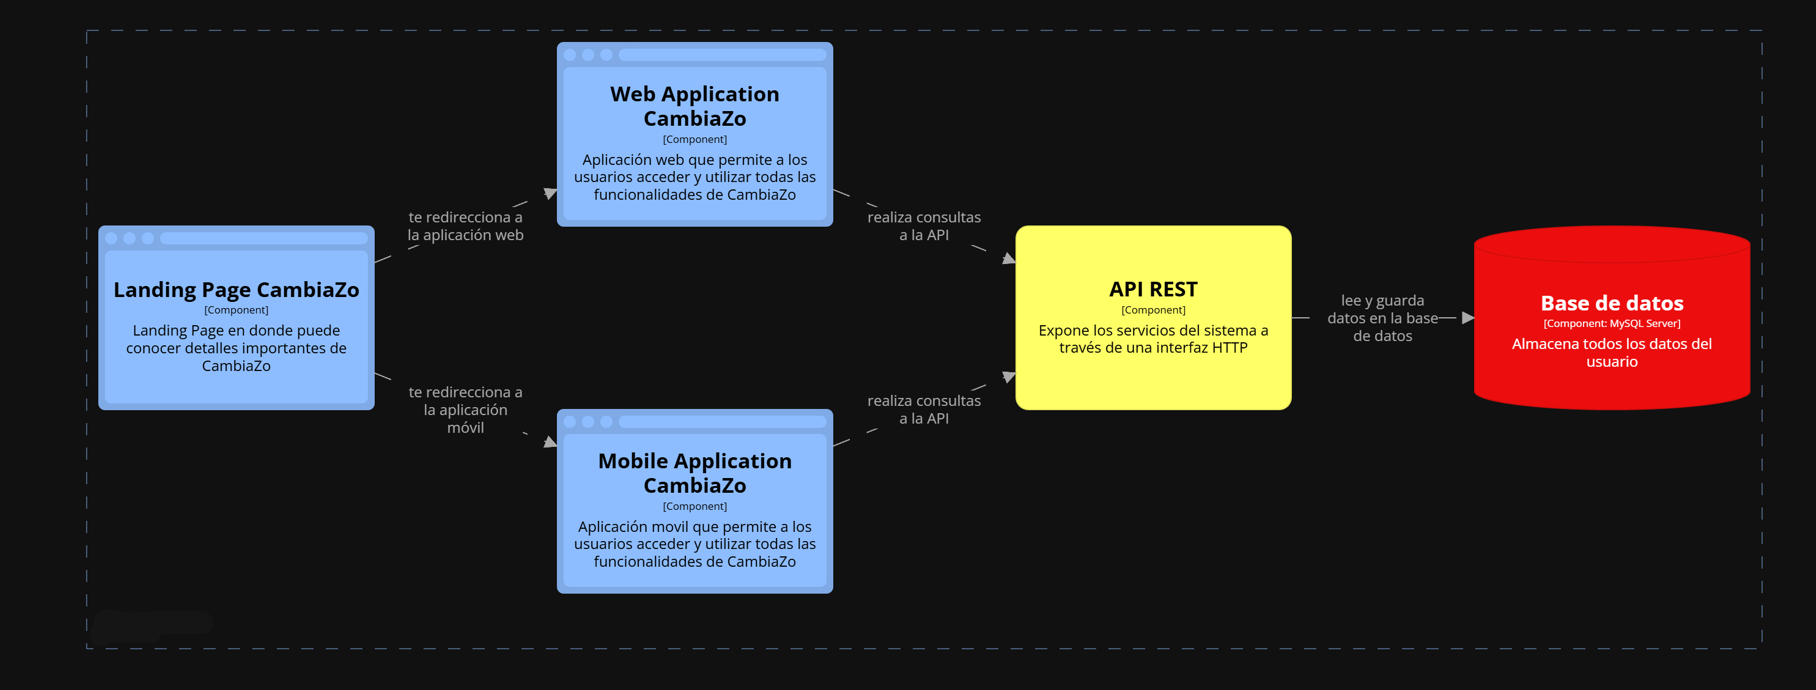 Web Application
CambiaZo
[Component]
Aplicación web que permite a los
usuarios acceder y utilizar todas las
funcionalidades de CambiaZo
te redirecciona a
la aplicación web
realiza consultas
a la API
Landing Page CambiaZo
[Component]
Landing Page en donde puede
conocer detalles importantes de
CambiaZo
API REST
[Component]
Expone los servicios del sistema a
través de una interfaz HTTP
lee y guarda
datos en la base
de datos
Base de datos
[Component: MySQL Server]
Almacena todos los datos del
usuario
te redirecciona a
la aplicación
móvil
realiza consultas
a la API
Mobile Application
CambiaZo
[Component]
Aplicación movil que permite a los
usuarios acceder y utilizar todas las
funcionalidades de CambiaZo